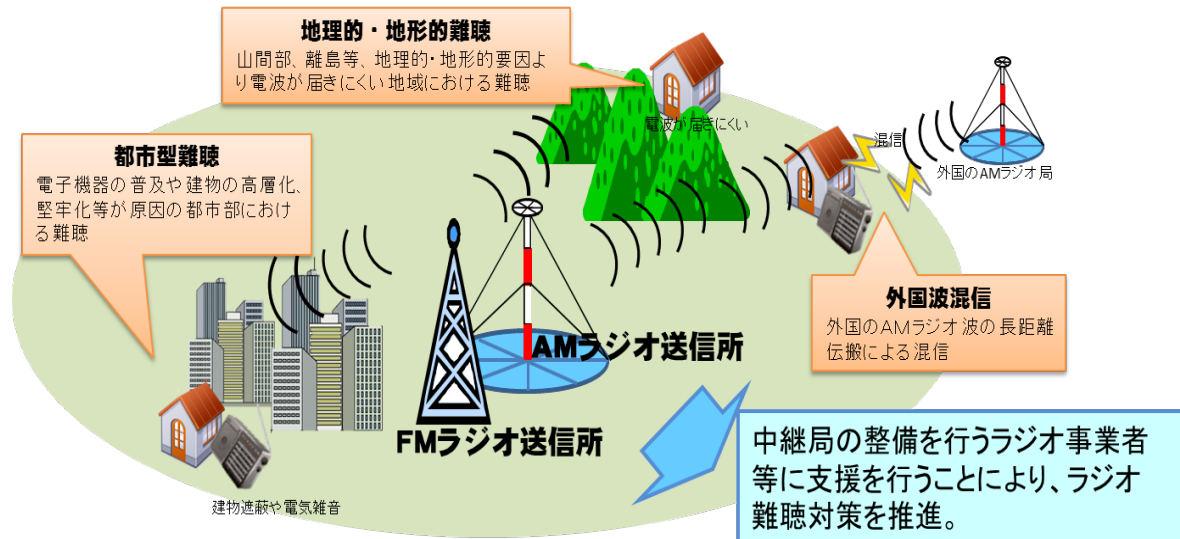 地理的・地形的難聴
山間部、離島等、地理的・地形的要因よ
り電波が届きにくい地域における難聴
電波が届きにくい
混信
外国のAMラジオ局
都市型難聴
電子機器の普及や建物の高層化、
堅牢化等が原因の都市部におけ
る難聴
外国波混信
外国のAMラジオ波の長距離
伝搬による混信
AMラジオ送信所
FMラジオ送信所
建物遮蔽や電気雑音
中継局の整備を行うラジオ事業者
等に支援を行うことにより、ラジオ
難聴対策を推進。